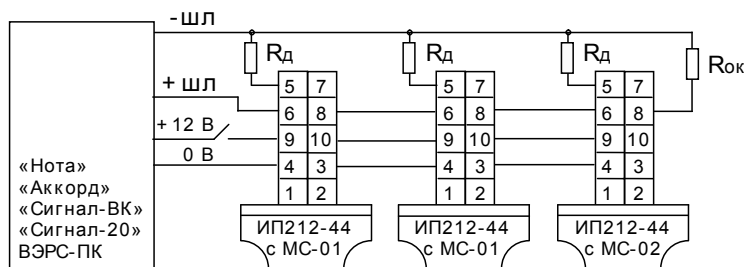 -ШЛ
Rд
Rд
Rд
Rок
+ ШЛ
+ 12 В
0 В
«Нота»
«Аккорд»
«Сигнал-ВК»
«Сигнал-20»
ВЭРС-ПК
5 7
6 8
9 10
4 3
1 2
ИП212-44
с МС-01
5 7
6 8
9 10
4 3
1 2
ИП212-44
с МС-01
5 7
6 8
9 10
4 3
1 2
ИП212-44
с МС-02